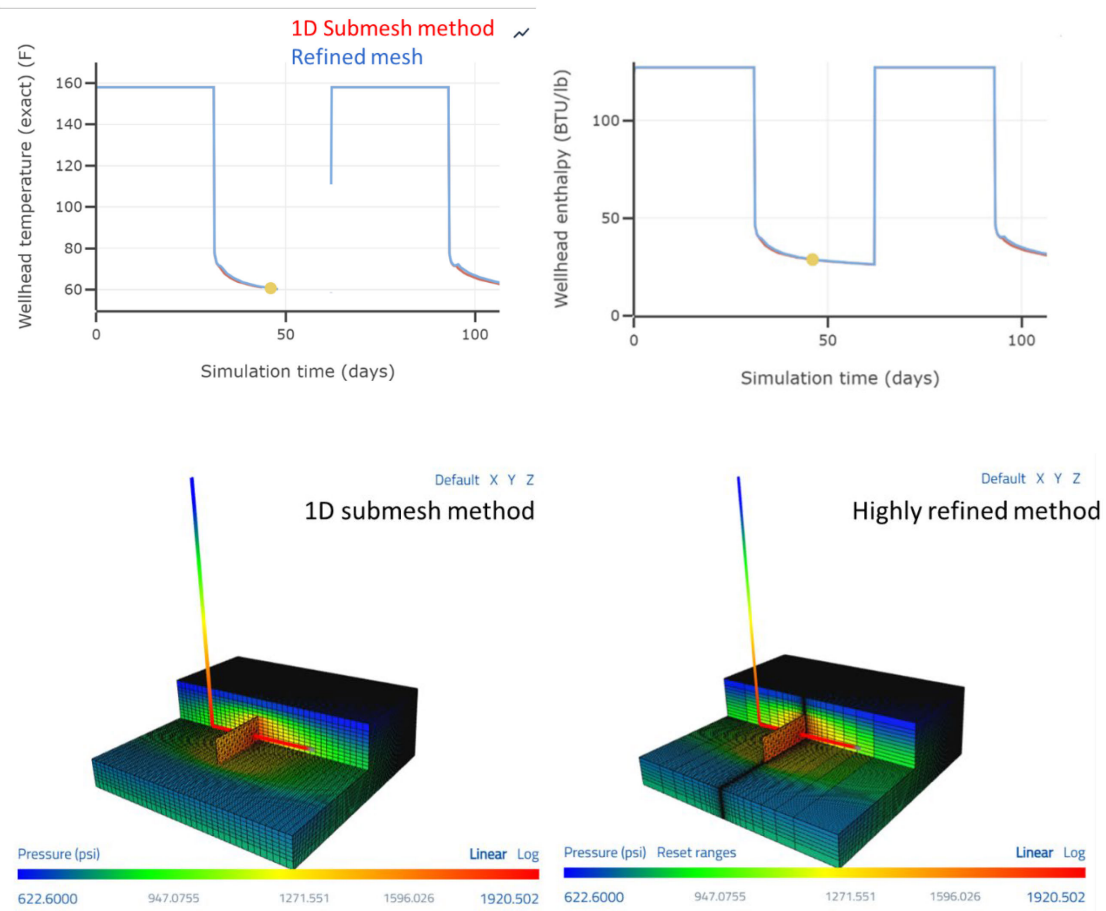 1D Submesh method
Refined mesh
Wellhead temperature (exact) (F)
160
140
120
100
80
60
0
50
100
Simulation time (days)
Wellhead enthalpy (BTU/lb)
100
50
0
0
50
100
Simulation time (days)
Default X Y Z
1D submesh method
Pressure (psi)
Linear Log
622.6000 947.0755 1271.551 1596.026 1920.502
Default X Y Z
Highly refined method
Pressure (psi) Reset ranges
Linear Log
622.6000 947.0755 1271.551 1596.026 1920.502